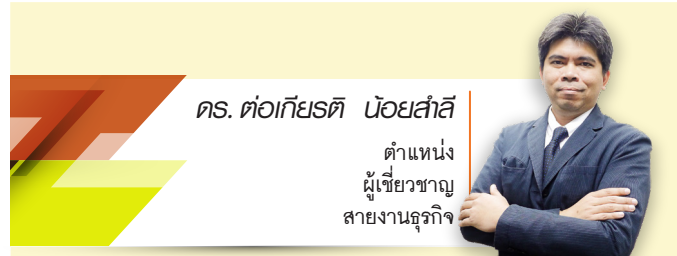 ดร. ต่อเกียรติ น้อยสำลี
ตำแหน่ง
ผู้เชี่ยวชาญ
สายงานธุรกิจ